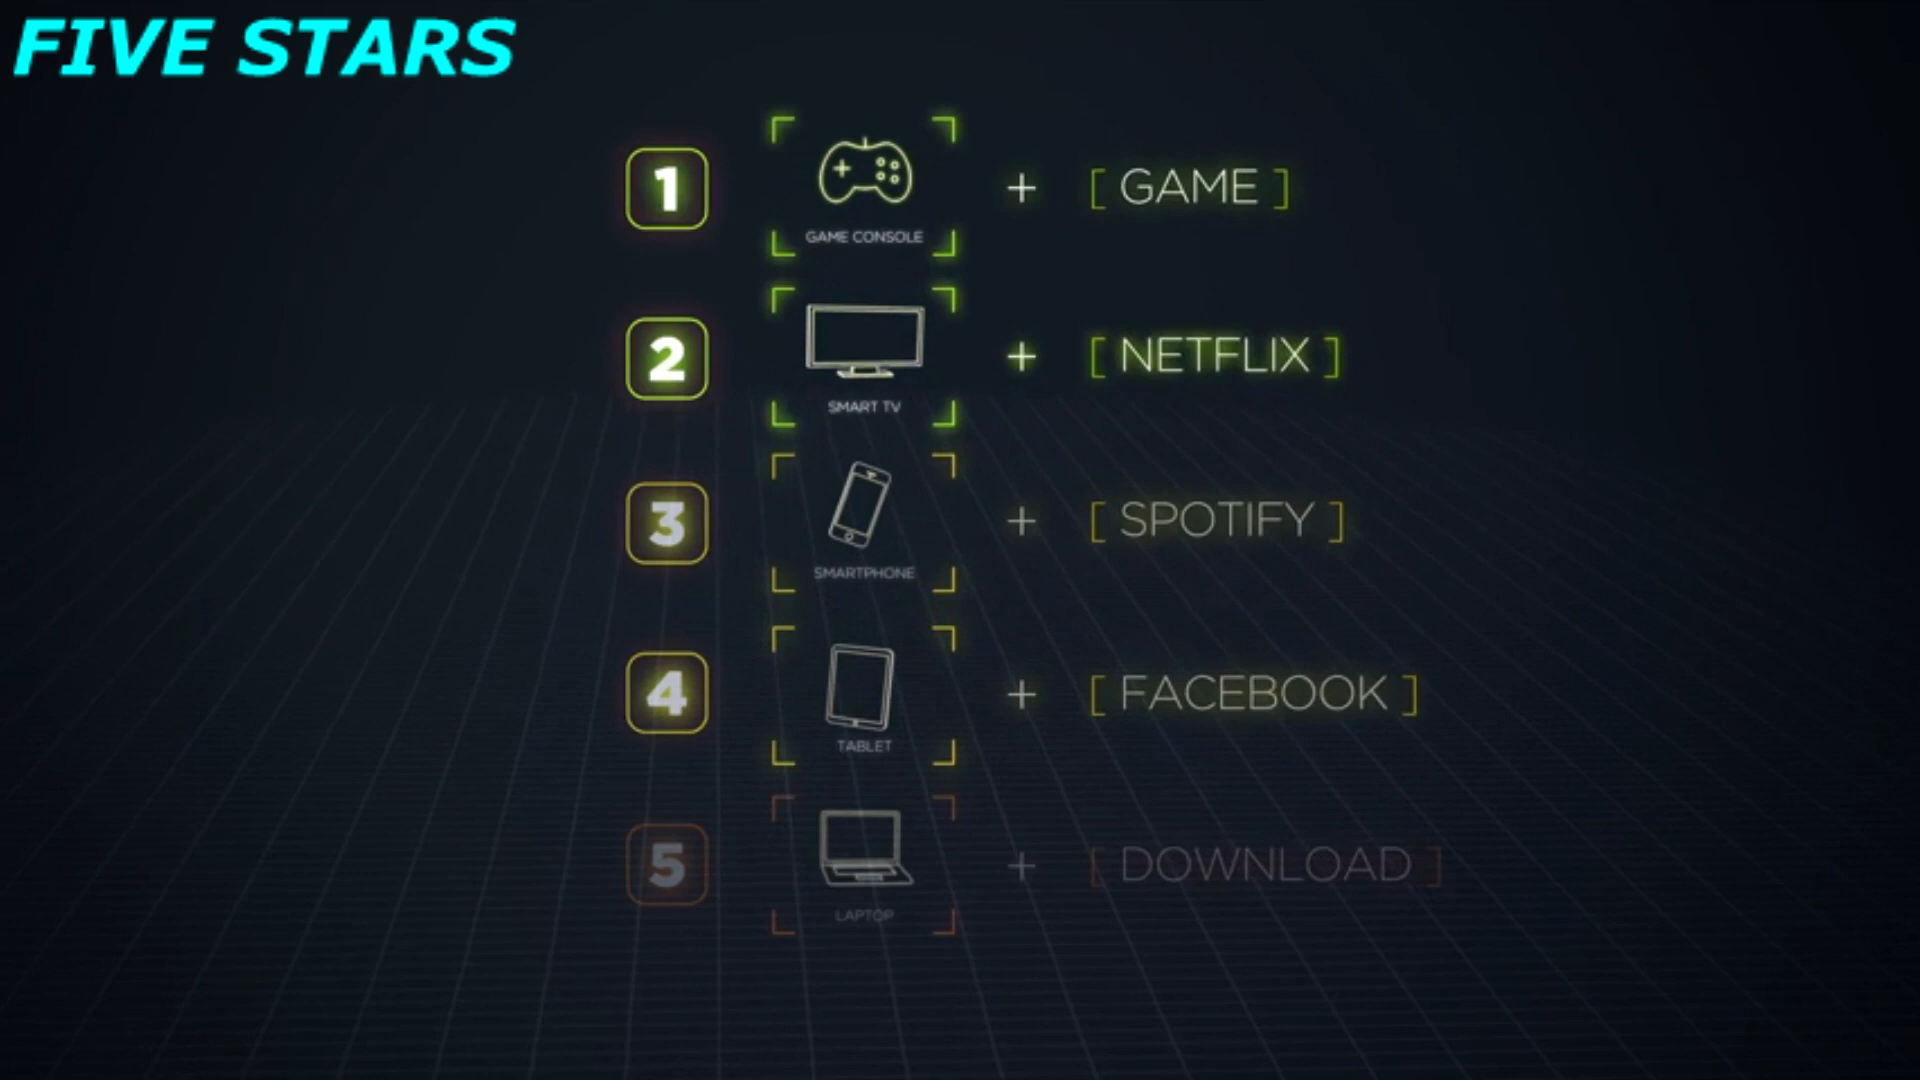 FIVE STARS
1 GAME CONSOLE + [ GAME ]
2 SMART TV + [ NETFLIX ]
3 SMARTPHONE + [ SPOTIFY ]
4 TABLET + [ FACEBOOK ]
5 LAPTOP + [ DOWNLOAD ]